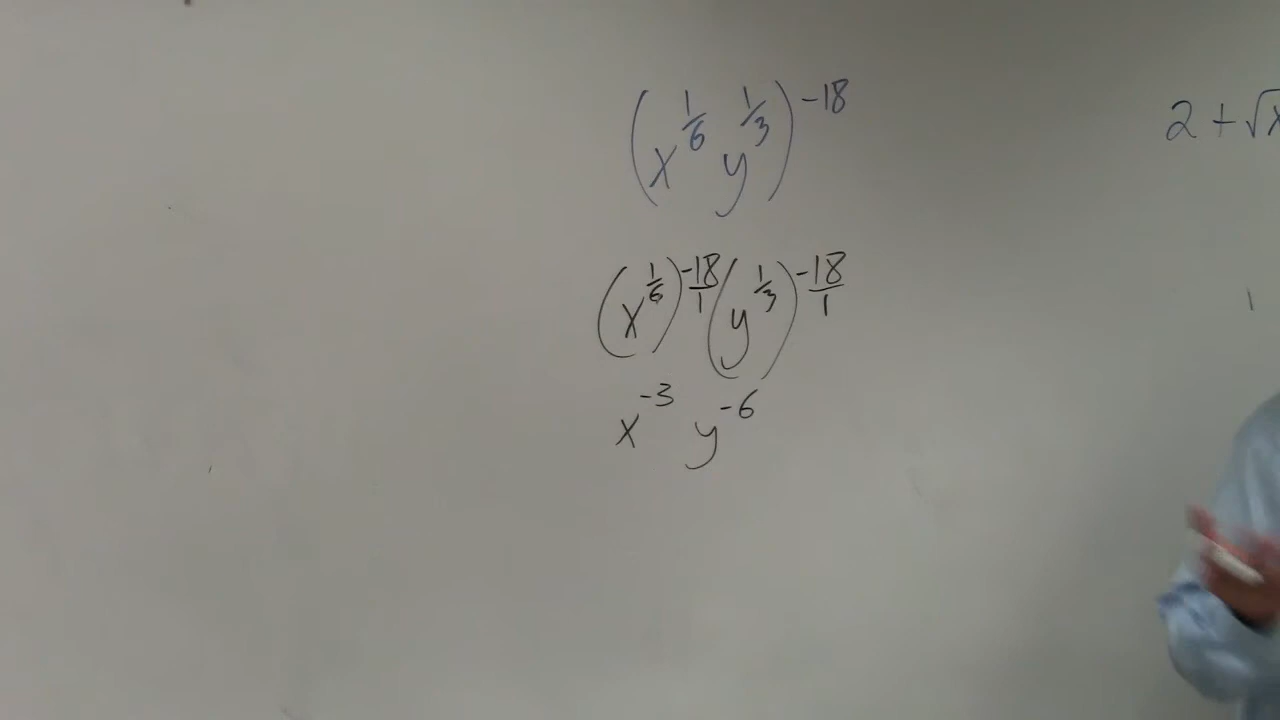 (x^{1/6} y^{1/3})^{-18}
2 + √x
(x^{1/6})^{-18/1} (y^{1/3})^{-18/1}
x^{-3} y^{-6}